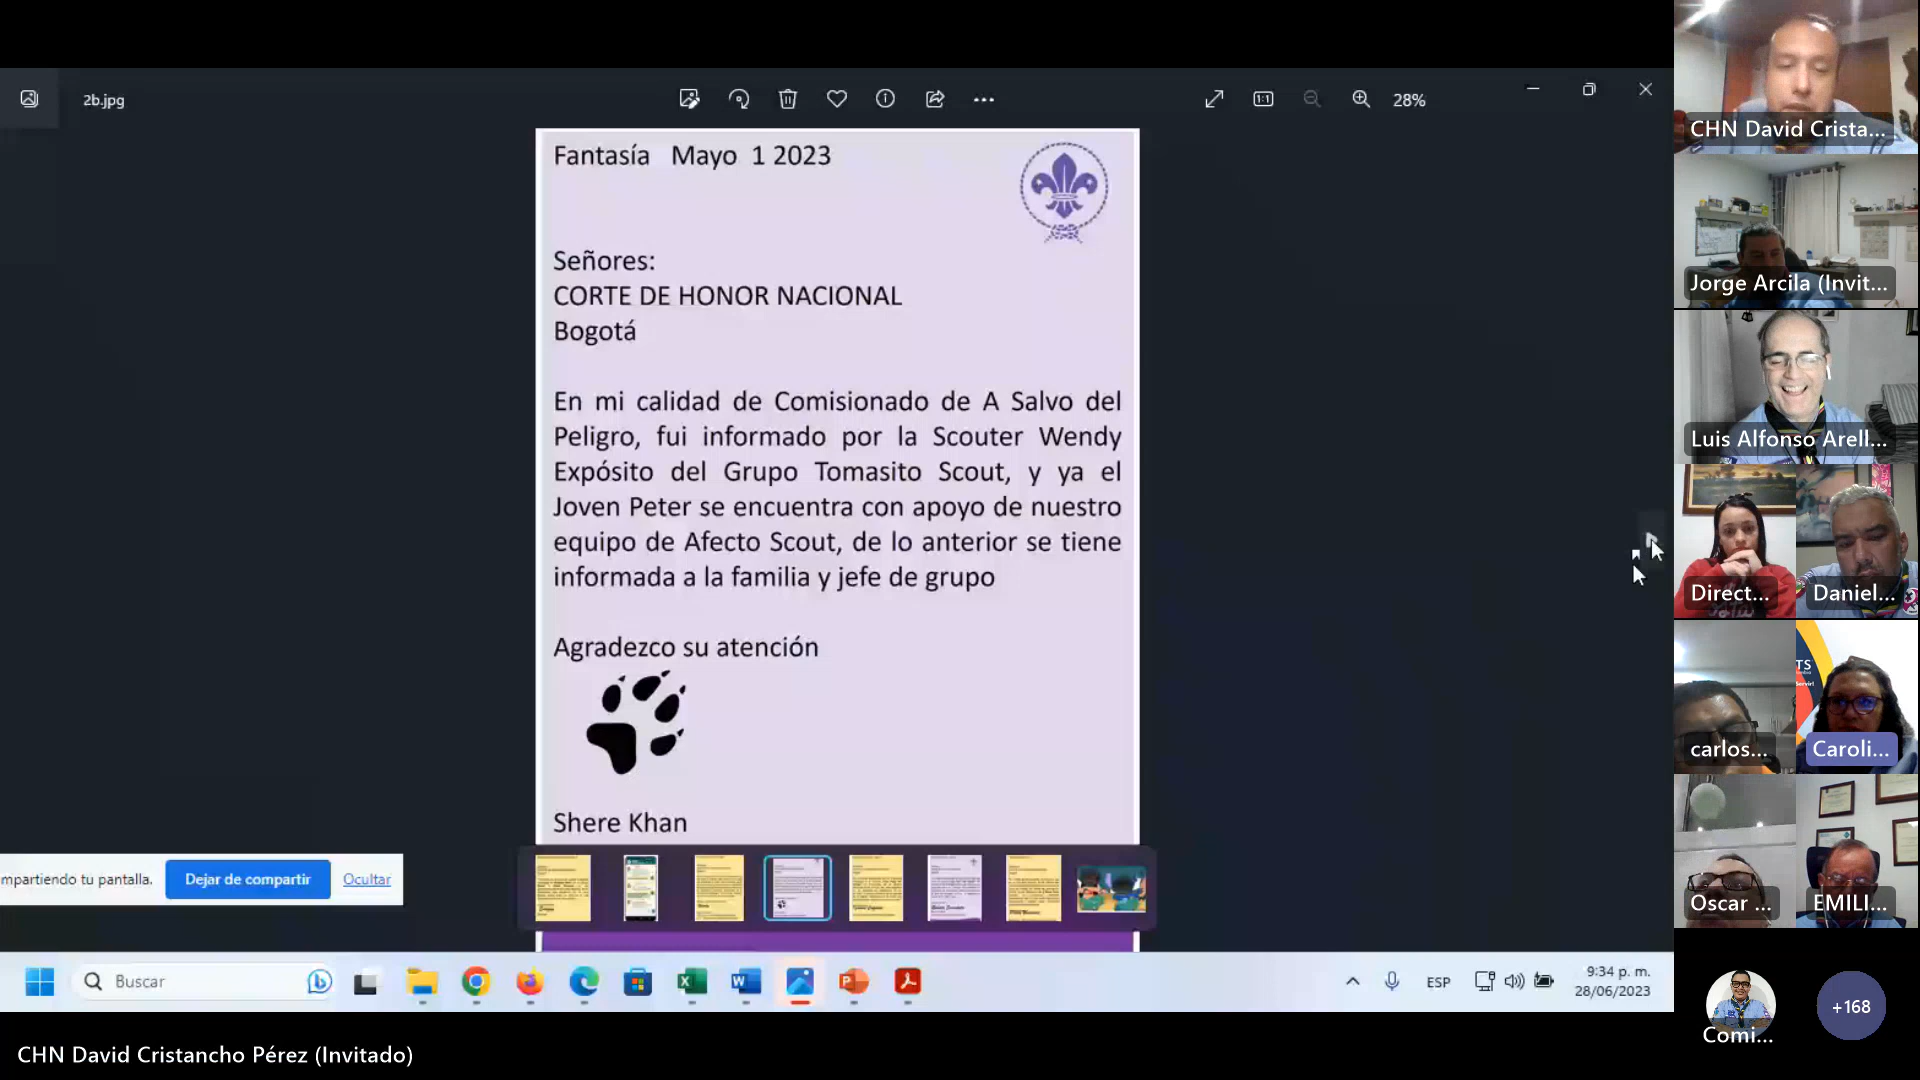 2b.jpg
28%
Fantasía Mayo 1 2023
Señores:
CORTE DE HONOR NACIONAL
Bogotá
En mi calidad de Comisionado de A Salvo del
Peligro, fui informado por la Scouter Wendy
Expósito del Grupo Tomasito Scout, y ya el
Joven Peter se encuentra con apoyo de nuestro
equipo de Afecto Scout, de lo anterior se tiene
informada a la familia y jefe de grupo
Agradezco su atención
Shere Khan
mpartiendo tu pantalla.
Dejar de compartir
Ocultar
Buscar
ESP
9:34 p. m.
28/06/2023
CHN David Cristancho Pérez (Invitado)
CHN David Crista...
Jorge Arcila (Invit...
Luis Alfonso Arell...
Direct...
Daniel...
carlos...
Caroli...
Oscar ...
EMILI...
Comi...
+168